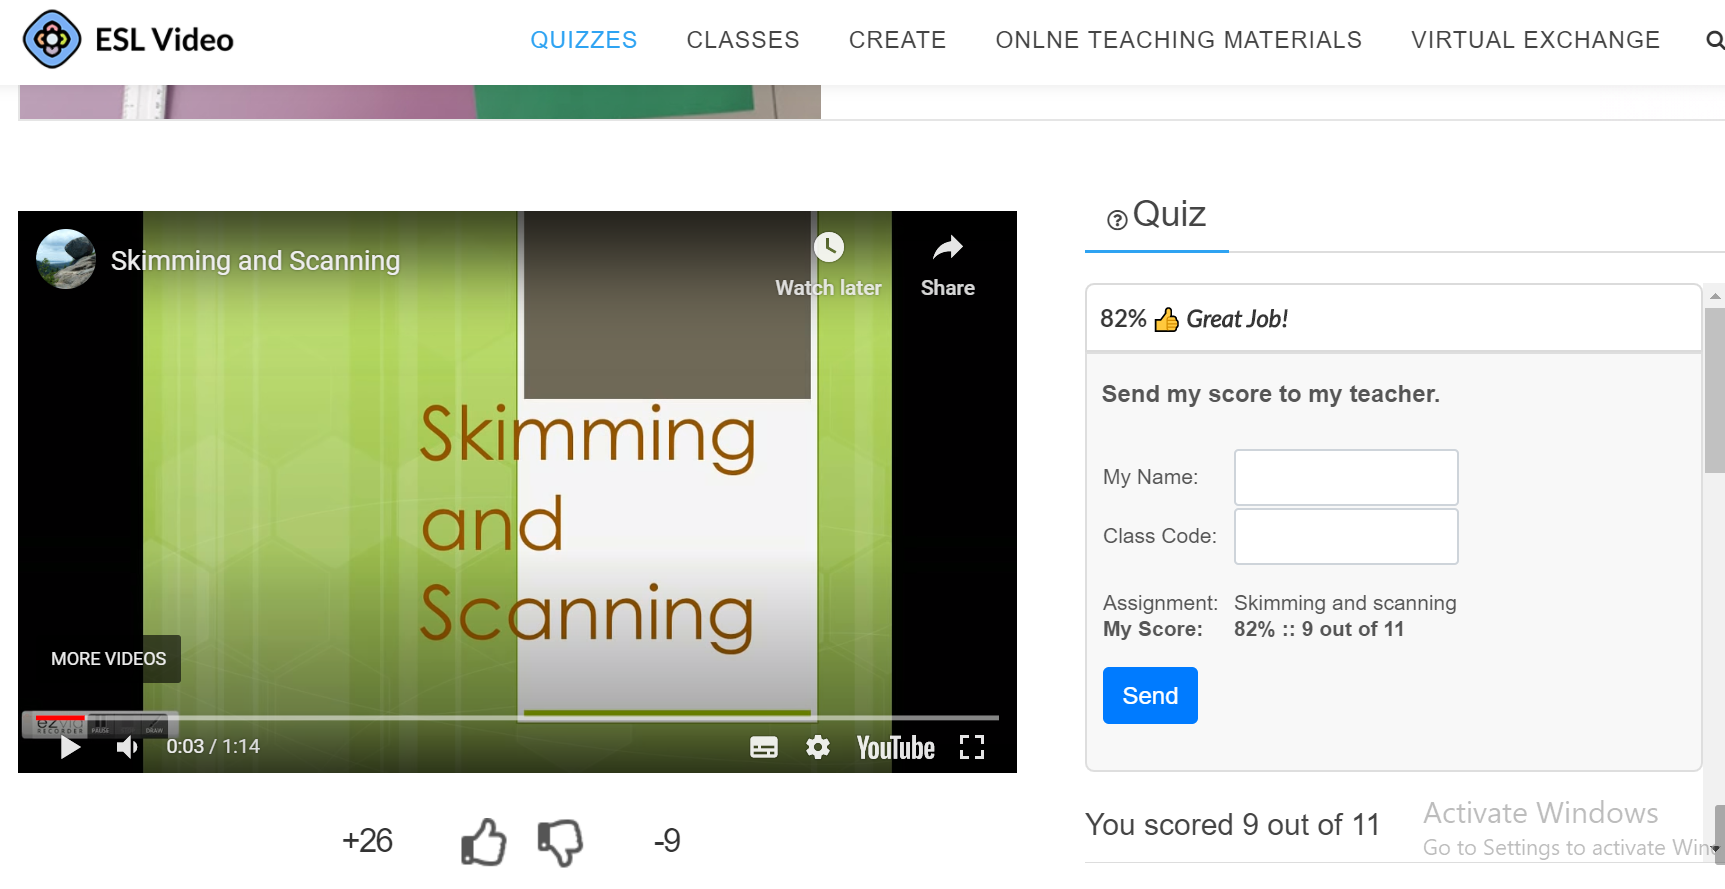 ESL Video
QUIZZES CLASSES CREATE ONLNE TEACHING MATERIALS VIRTUAL EXCHANGE
Skimming and Scanning
Watch later Share
Skimming
and
Scanning
MORE VIDEOS
RECORDER PAUSE DRAW
0:03 / 1:14
YouTube
+26 -9
Quiz
82% 👍 Great Job!
Send my score to my teacher.
My Name:
Class Code:
Assignment: Skimming and scanning
My Score: 82% :: 9 out of 11
Send
You scored 9 out of 11
Activate Windows
Go to Settings to activate Win